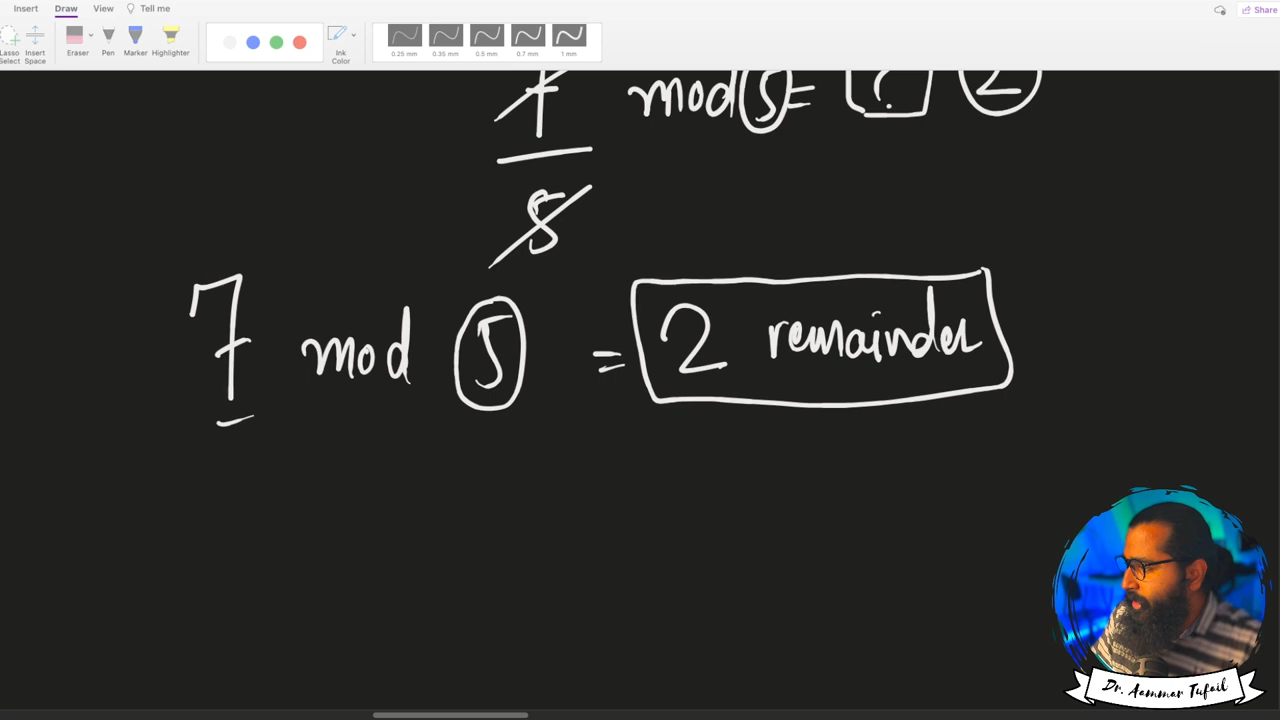 Insert Draw View Tell me
Share
Lasso Select
Insert Space
Eraser
Pen
Marker
Highlighter
Ink Color
0.25 mm 0.35 mm 0.5 mm 0.7 mm 1 mm
7 mod 5 = ? 2
5
7 mod 5 = 2 remainder
Dr. Aammar Tufail